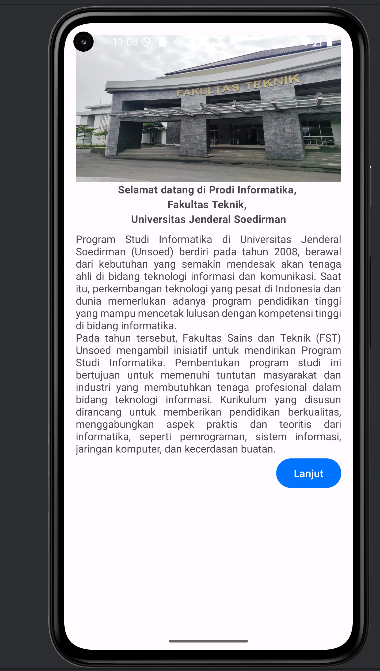 11:08
FAKULTAS TEKNIK
Selamat datang di Prodi Informatika,
Fakultas Teknik,
Universitas Jenderal Soedirman
Program Studi Informatika di Universitas Jenderal
Soedirman (Unsoed) berdiri pada tahun 2008, berawal
dari kebutuhan yang semakin mendesak akan tenaga
ahli di bidang teknologi informasi dan komunikasi. Saat
itu, perkembangan teknologi yang pesat di Indonesia dan
dunia memerlukan adanya program pendidikan tinggi
yang mampu mencetak lulusan dengan kompetensi tinggi
di bidang informatika.
Pada tahun tersebut, Fakultas Sains dan Teknik (FST)
Unsoed mengambil inisiatif untuk mendirikan Program
Studi Informatika. Pembentukan program studi ini
bertujuan untuk memenuhi tuntutan masyarakat dan
industri yang membutuhkan tenaga profesional dalam
bidang teknologi informasi. Kurikulum yang disusun
dirancang untuk memberikan pendidikan berkualitas,
menggabungkan aspek praktis dan teoritis dari
informatika, seperti pemrograman, sistem informasi,
jaringan komputer, dan kecerdasan buatan.
Lanjut